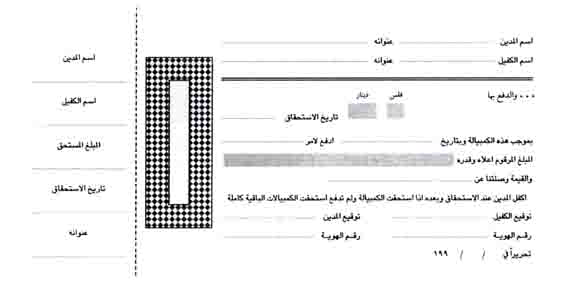 اسم المدين عنوانه
اسم الكفيل عنوانه
والدفع بها
فلس دينار
تاريخ الاستحقاق
بموجب هذه الكمبيالة وبتاريخ ادفع لامر
المبلغ المرقوم اعلاه وقدره
والقيمة وصلتنا عن
اكفل المدين عند الاستحقاق وبعده اذا استحقت الكمبيالة ولم تدفع استحقت الكمبيالات الباقية كاملة
توقيع الكفيل توقيع المدين
رقم الهوية رقم الهوية
تحريراً في / / ١٩٩
اسم المدين
اسم الكفيل
المبلغ المستحق
تاريخ الاستحقاق
عنوانه